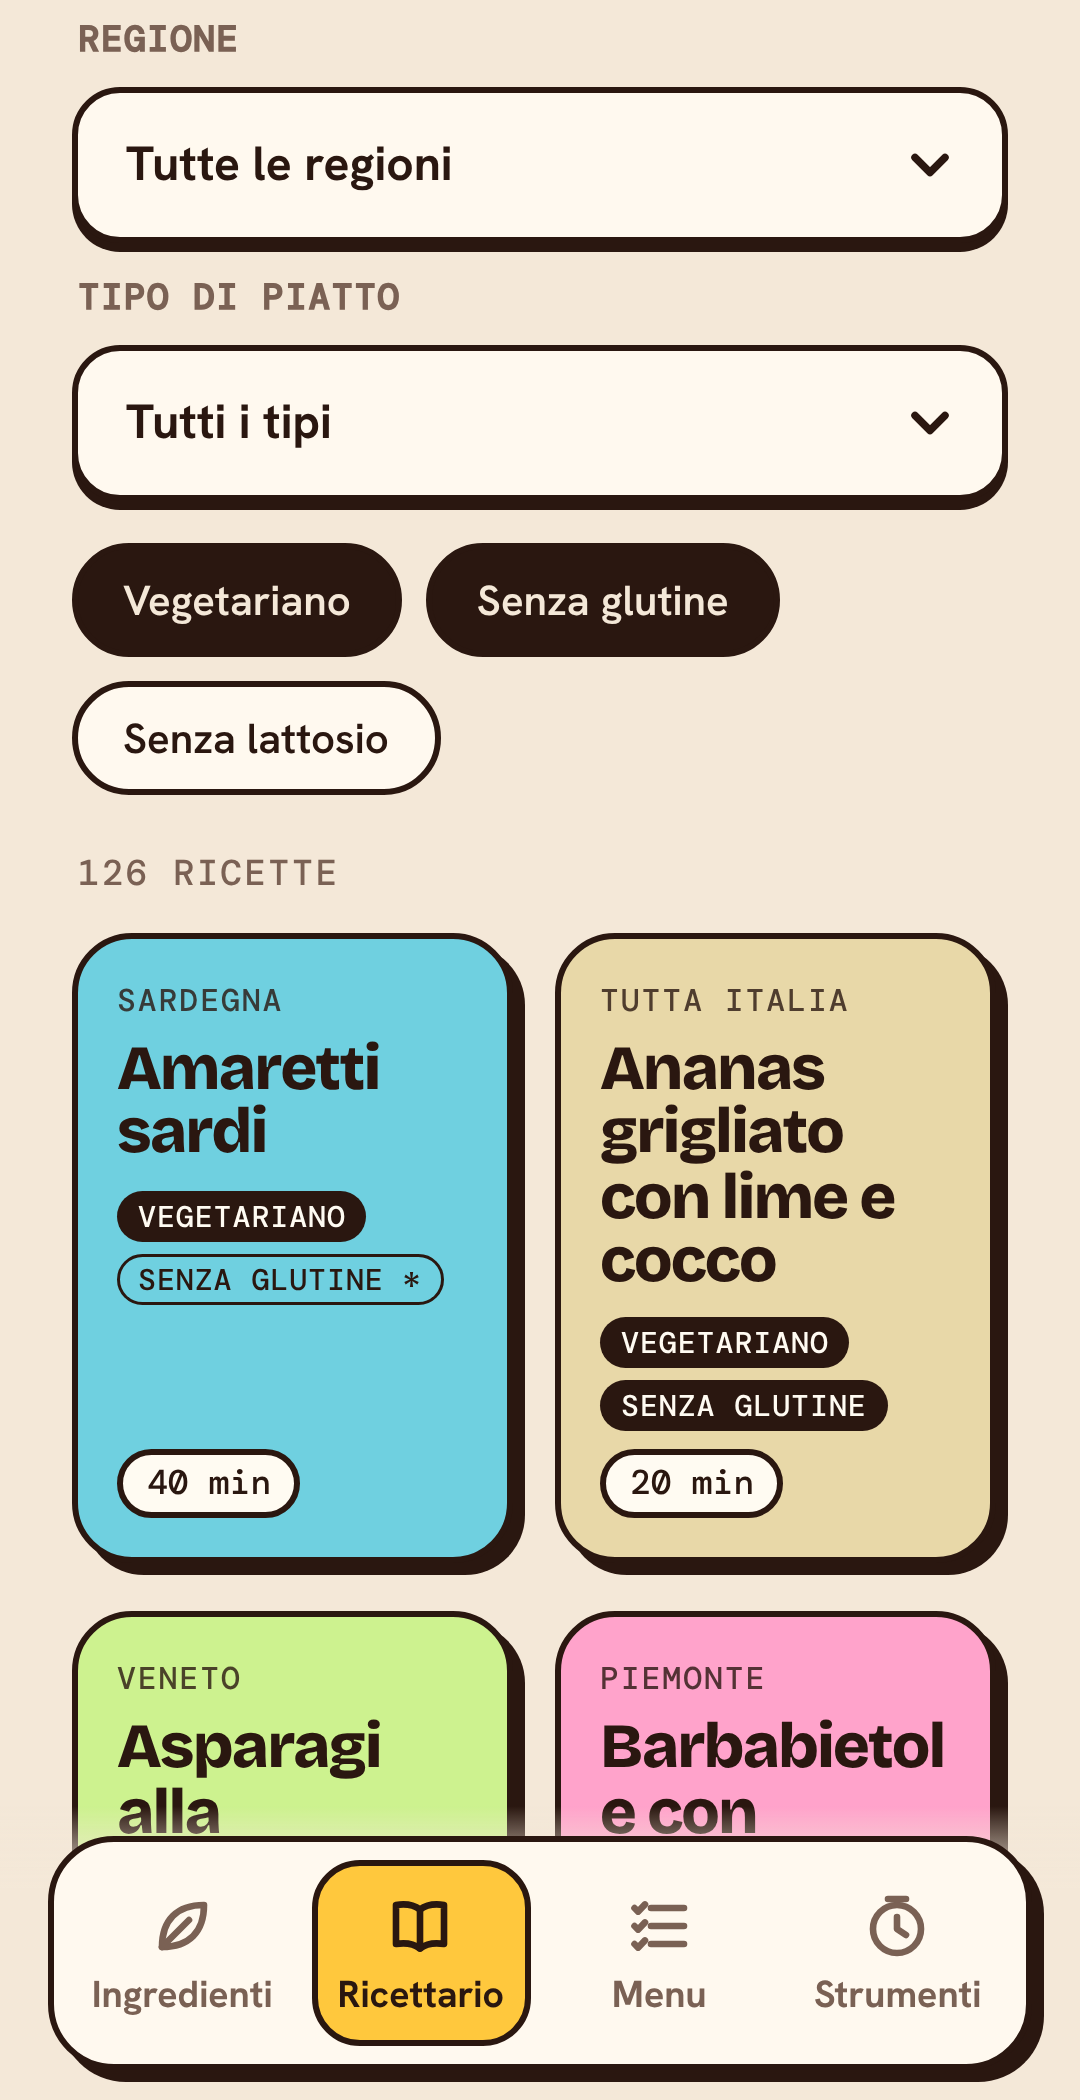 REGIONE
Tutte le regioni
TIPO DI PIATTO
Tutti i tipi
Vegetariano
Senza glutine
Senza lattosio
126 RICETTE
SARDEGNA
Amaretti
sardi
VEGETARIANO
SENZA GLUTINE *
40 min
TUTTA ITALIA
Ananas
grigliato
con lime e
cocco
VEGETARIANO
SENZA GLUTINE
20 min
VENETO
Asparagi
alla
PIEMONTE
Barbabietol
e con
Ingredienti
Ricettario
Menu
Strumenti